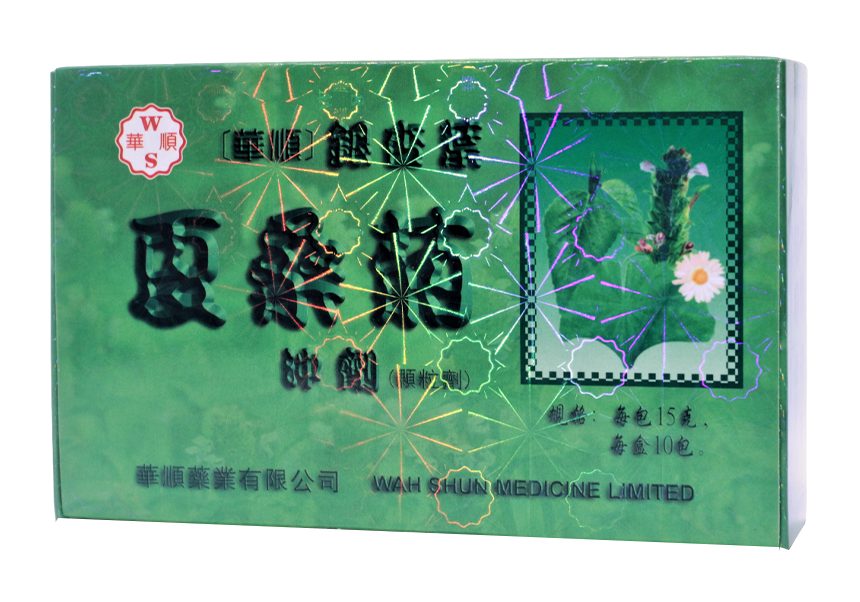 W
華 順
S
〔華順〕
夏桑菊
沖劑 (顆粒劑)
規格：每包15克、
每盒10包。
華順藥業有限公司 WAH SHUN MEDICINE LIMITED